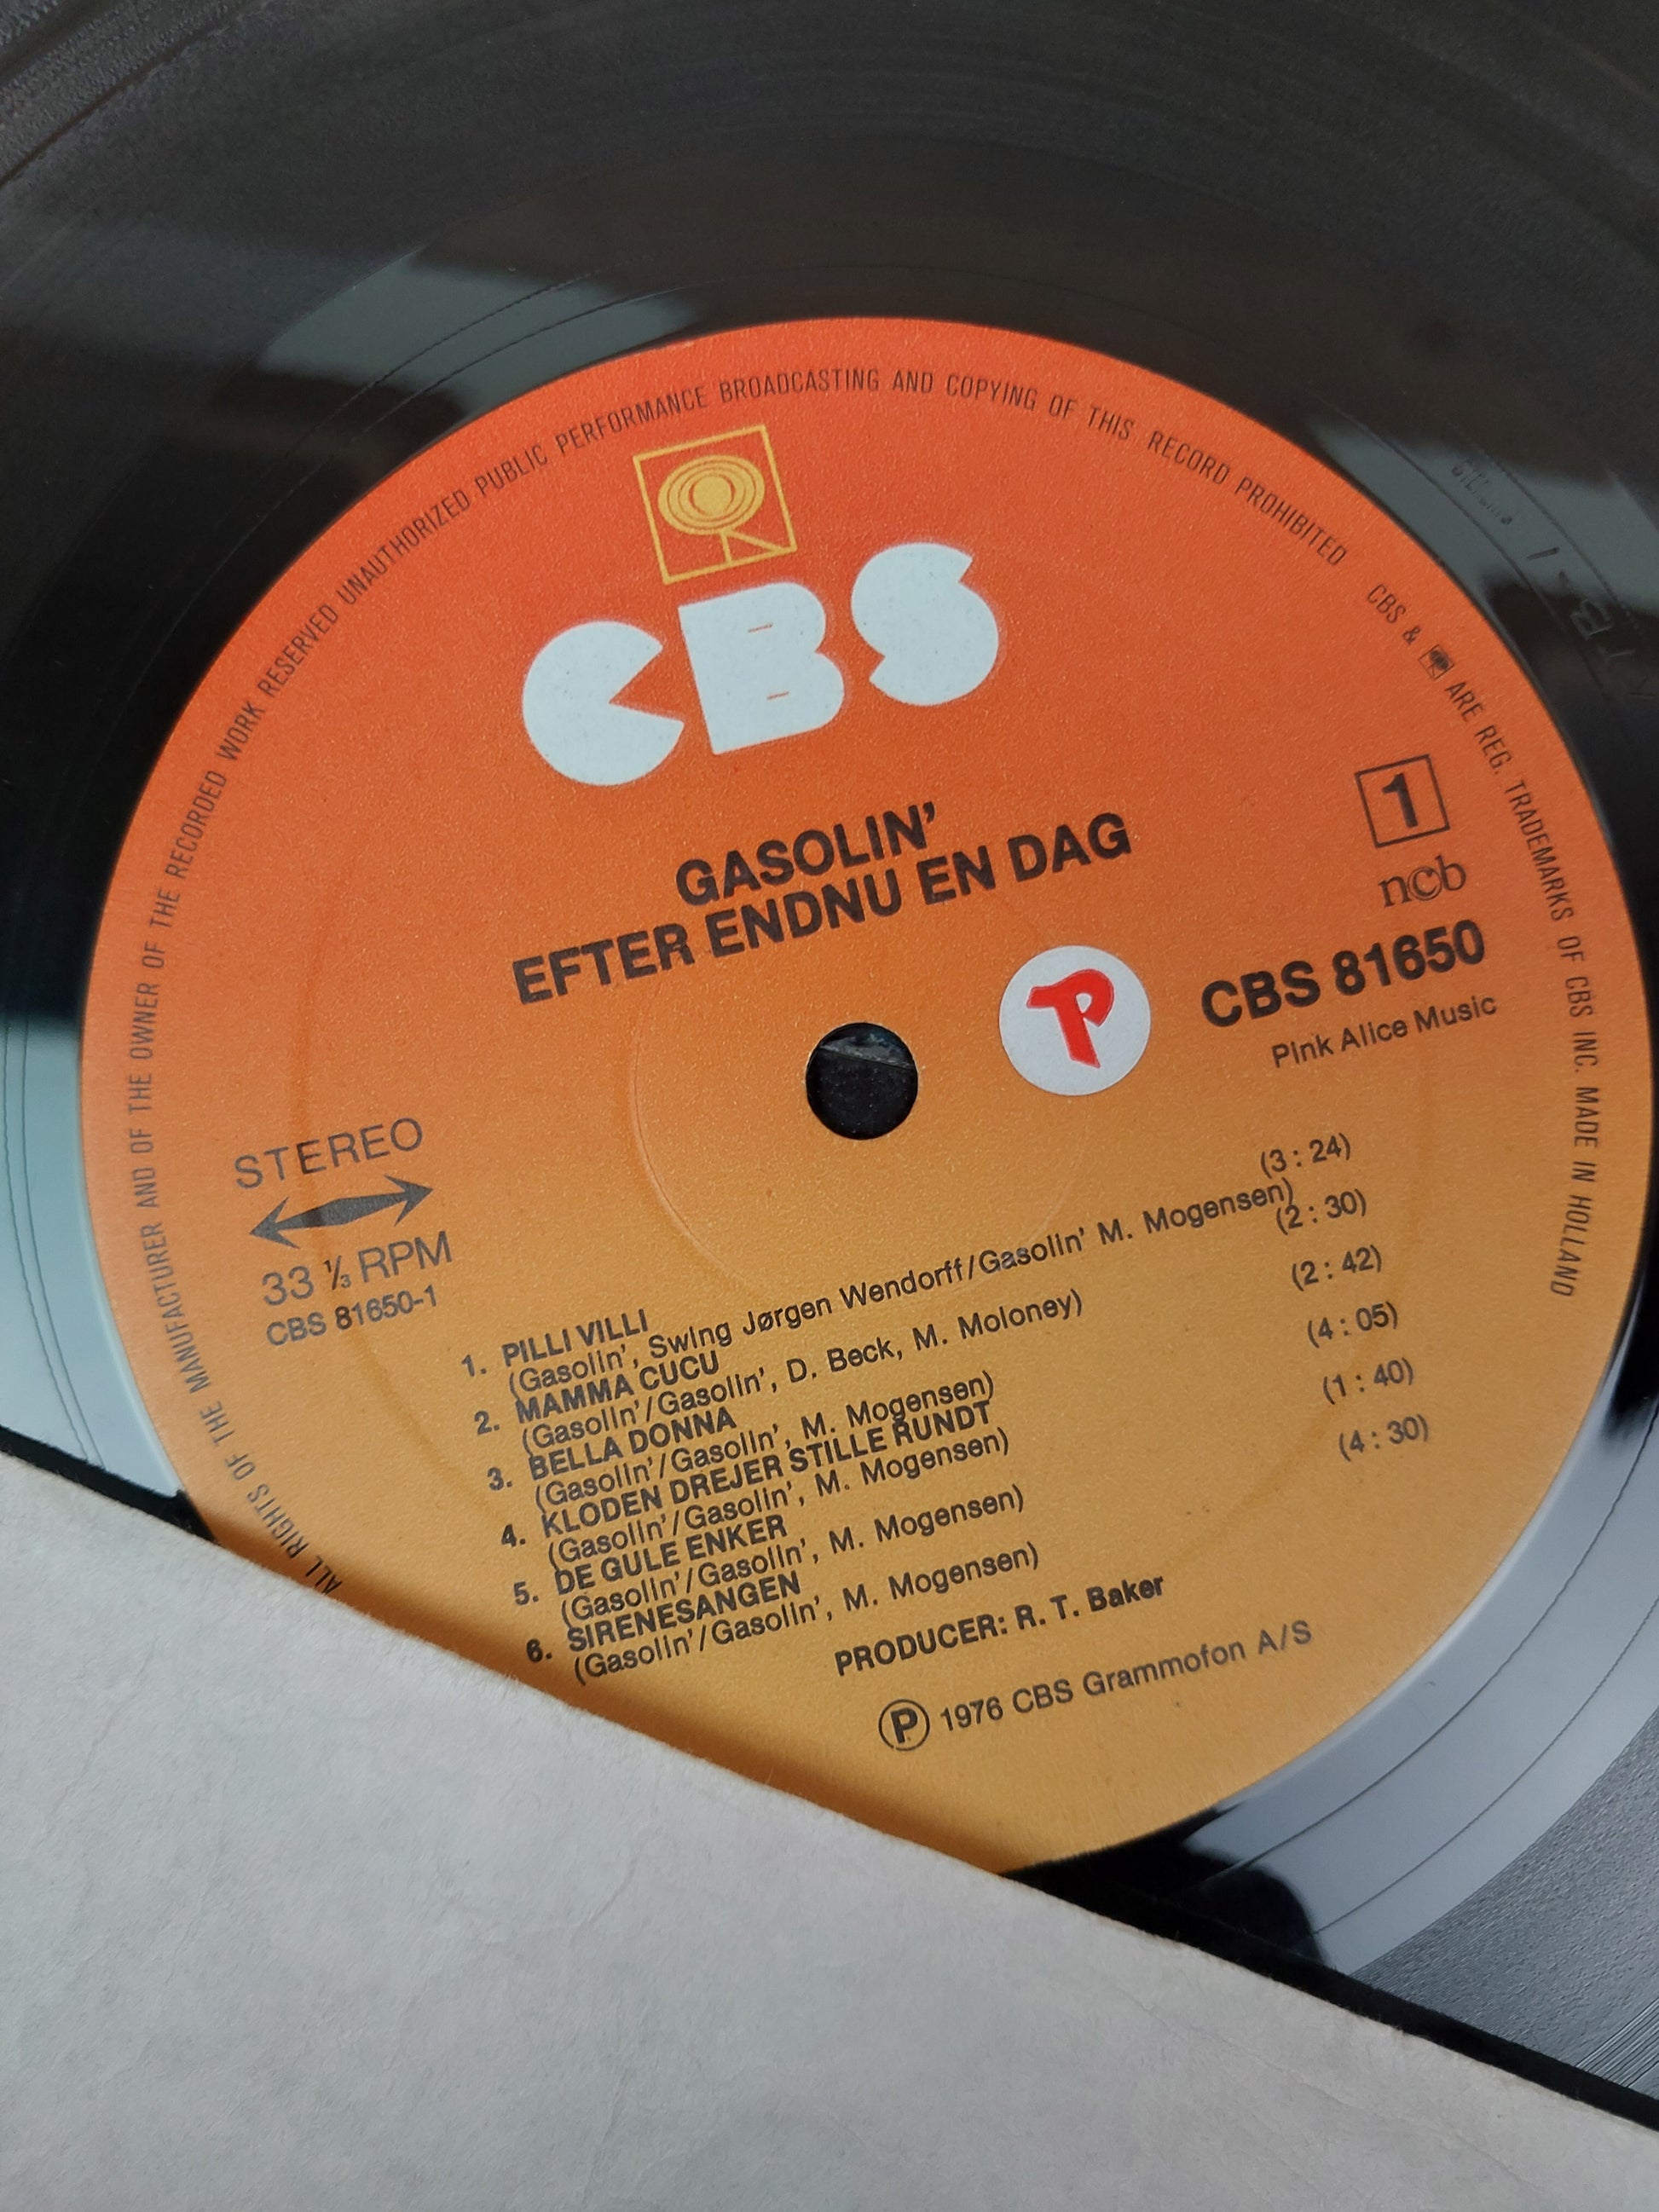 ALL RIGHTS OF THE MANUFACTURER AND OF THE OWNER OF THE RECORDED WORK RESERVED UNAUTHORIZED PUBLIC PERFORMANCE BROADCASTING AND COPYING OF THIS RECORD PROHIBITED
CBS & ARE REG. TRADEMARKS OF CBS INC. MADE IN HOLLAND
CBS
GASOLIN'
EFTER ENDNU EN DAG
1
ncb
CBS 81650
Pink Alice Music
P
STEREO
33 ⅓ RPM
CBS 81650-1
1. PILLI VILLI (3:24)
(Gasolin', Swing Jørgen Wendorff/Gasolin' M. Mogensen)
2. MAMMA CUCU (2:30)
(Gasolin'/Gasolin', D. Beck, M. Moloney)
3. BELLA DONNA (2:42)
(Gasolin'/Gasolin', M. Mogensen)
4. KLODEN DREJER STILLE RUNDT (4:05)
(Gasolin'/Gasolin', M. Mogensen)
5. DE GULE ENKER (1:40)
(Gasolin'/Gasolin', M. Mogensen)
6. SIRENESANGEN (4:30)
(Gasolin'/Gasolin', M. Mogensen)
PRODUCER: R. T. Baker
Ⓟ 1976 CBS Grammofon A/S